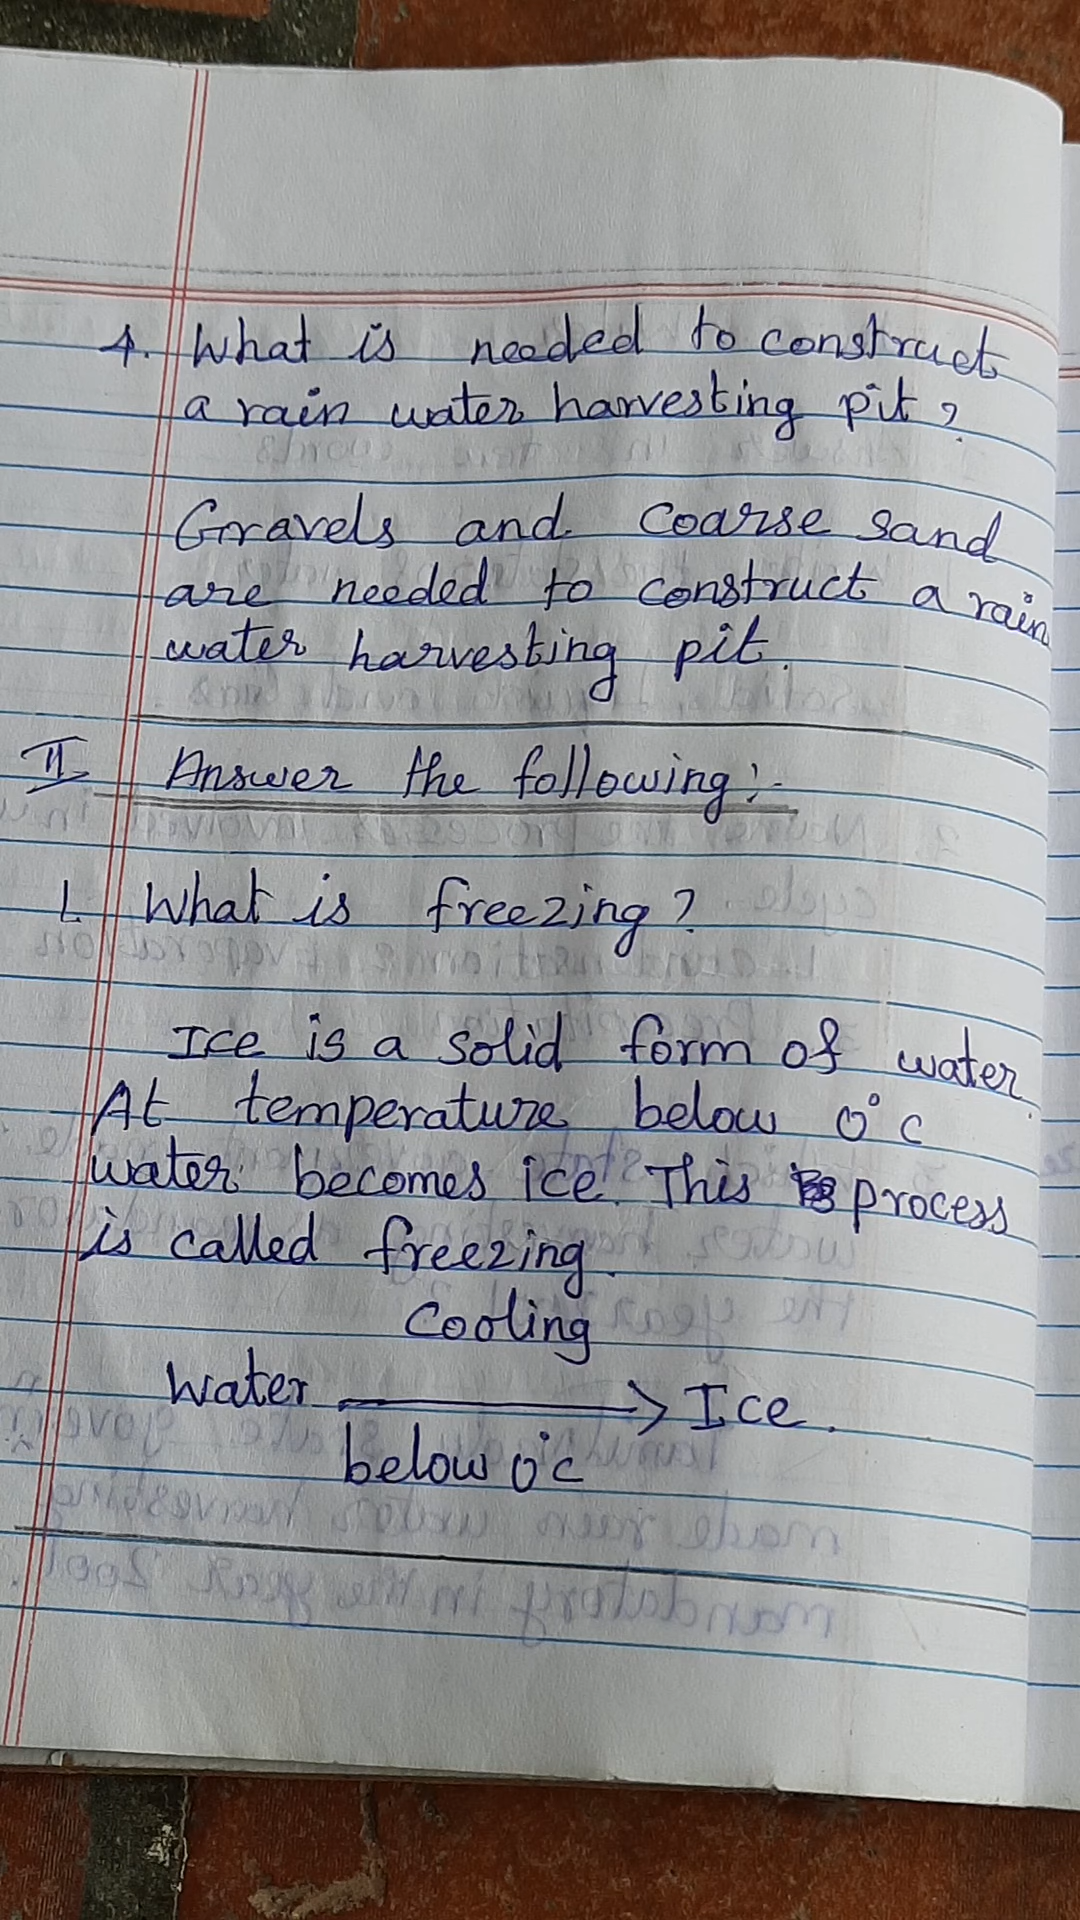 4. What is needed to construct
a rain water harvesting pit?
Gravels and coarse sand
are needed to construct a rain
water harvesting pit.
II Answer the following:-
1. What is freezing?
Ice is a solid form of water.
At temperature below 0°c
water becomes ice. This process
is called freezing.
Cooling
Water → Ice.
below 0°c